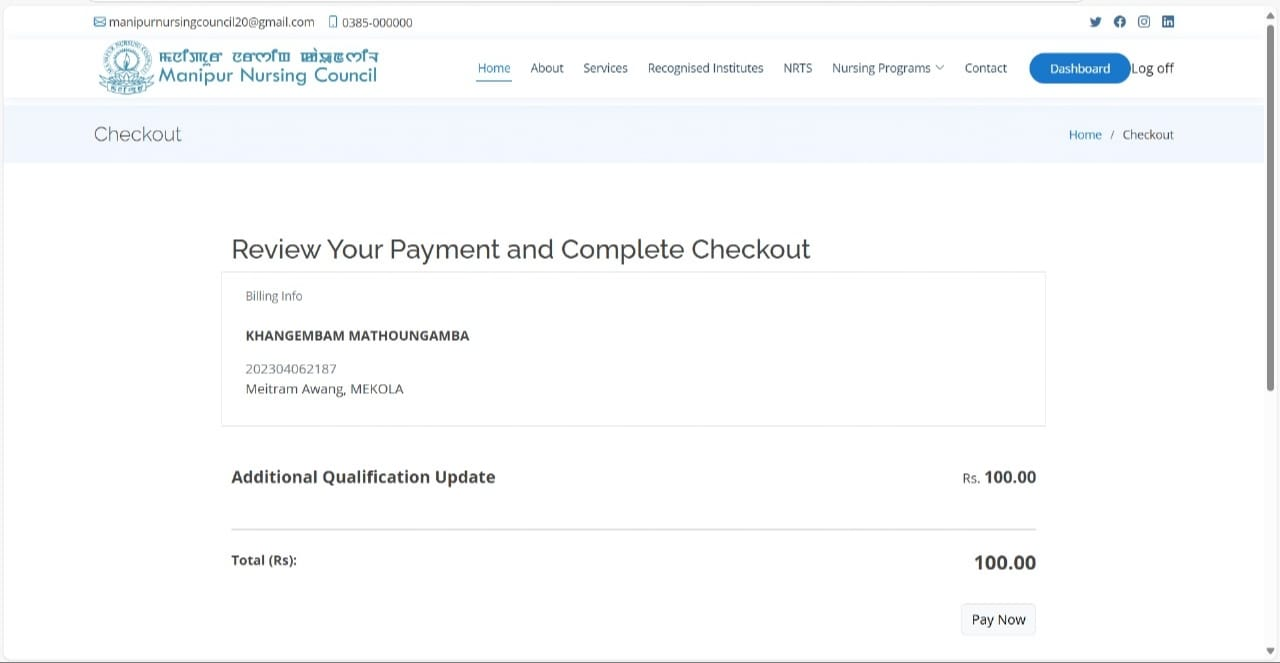 manipurnursingcouncil20@gmail.com 0385-000000
Manipur Nursing Council
Home About Services Recognised Institutes NRTS Nursing Programs Contact Dashboard Log off
Checkout
Home / Checkout
Review Your Payment and Complete Checkout
Billing Info
KHANGEMBAM MATHOUNGAMBA
202304062187
Meitram Awang, MEKOLA
Additional Qualification Update Rs. 100.00
Total (Rs): 100.00
Pay Now